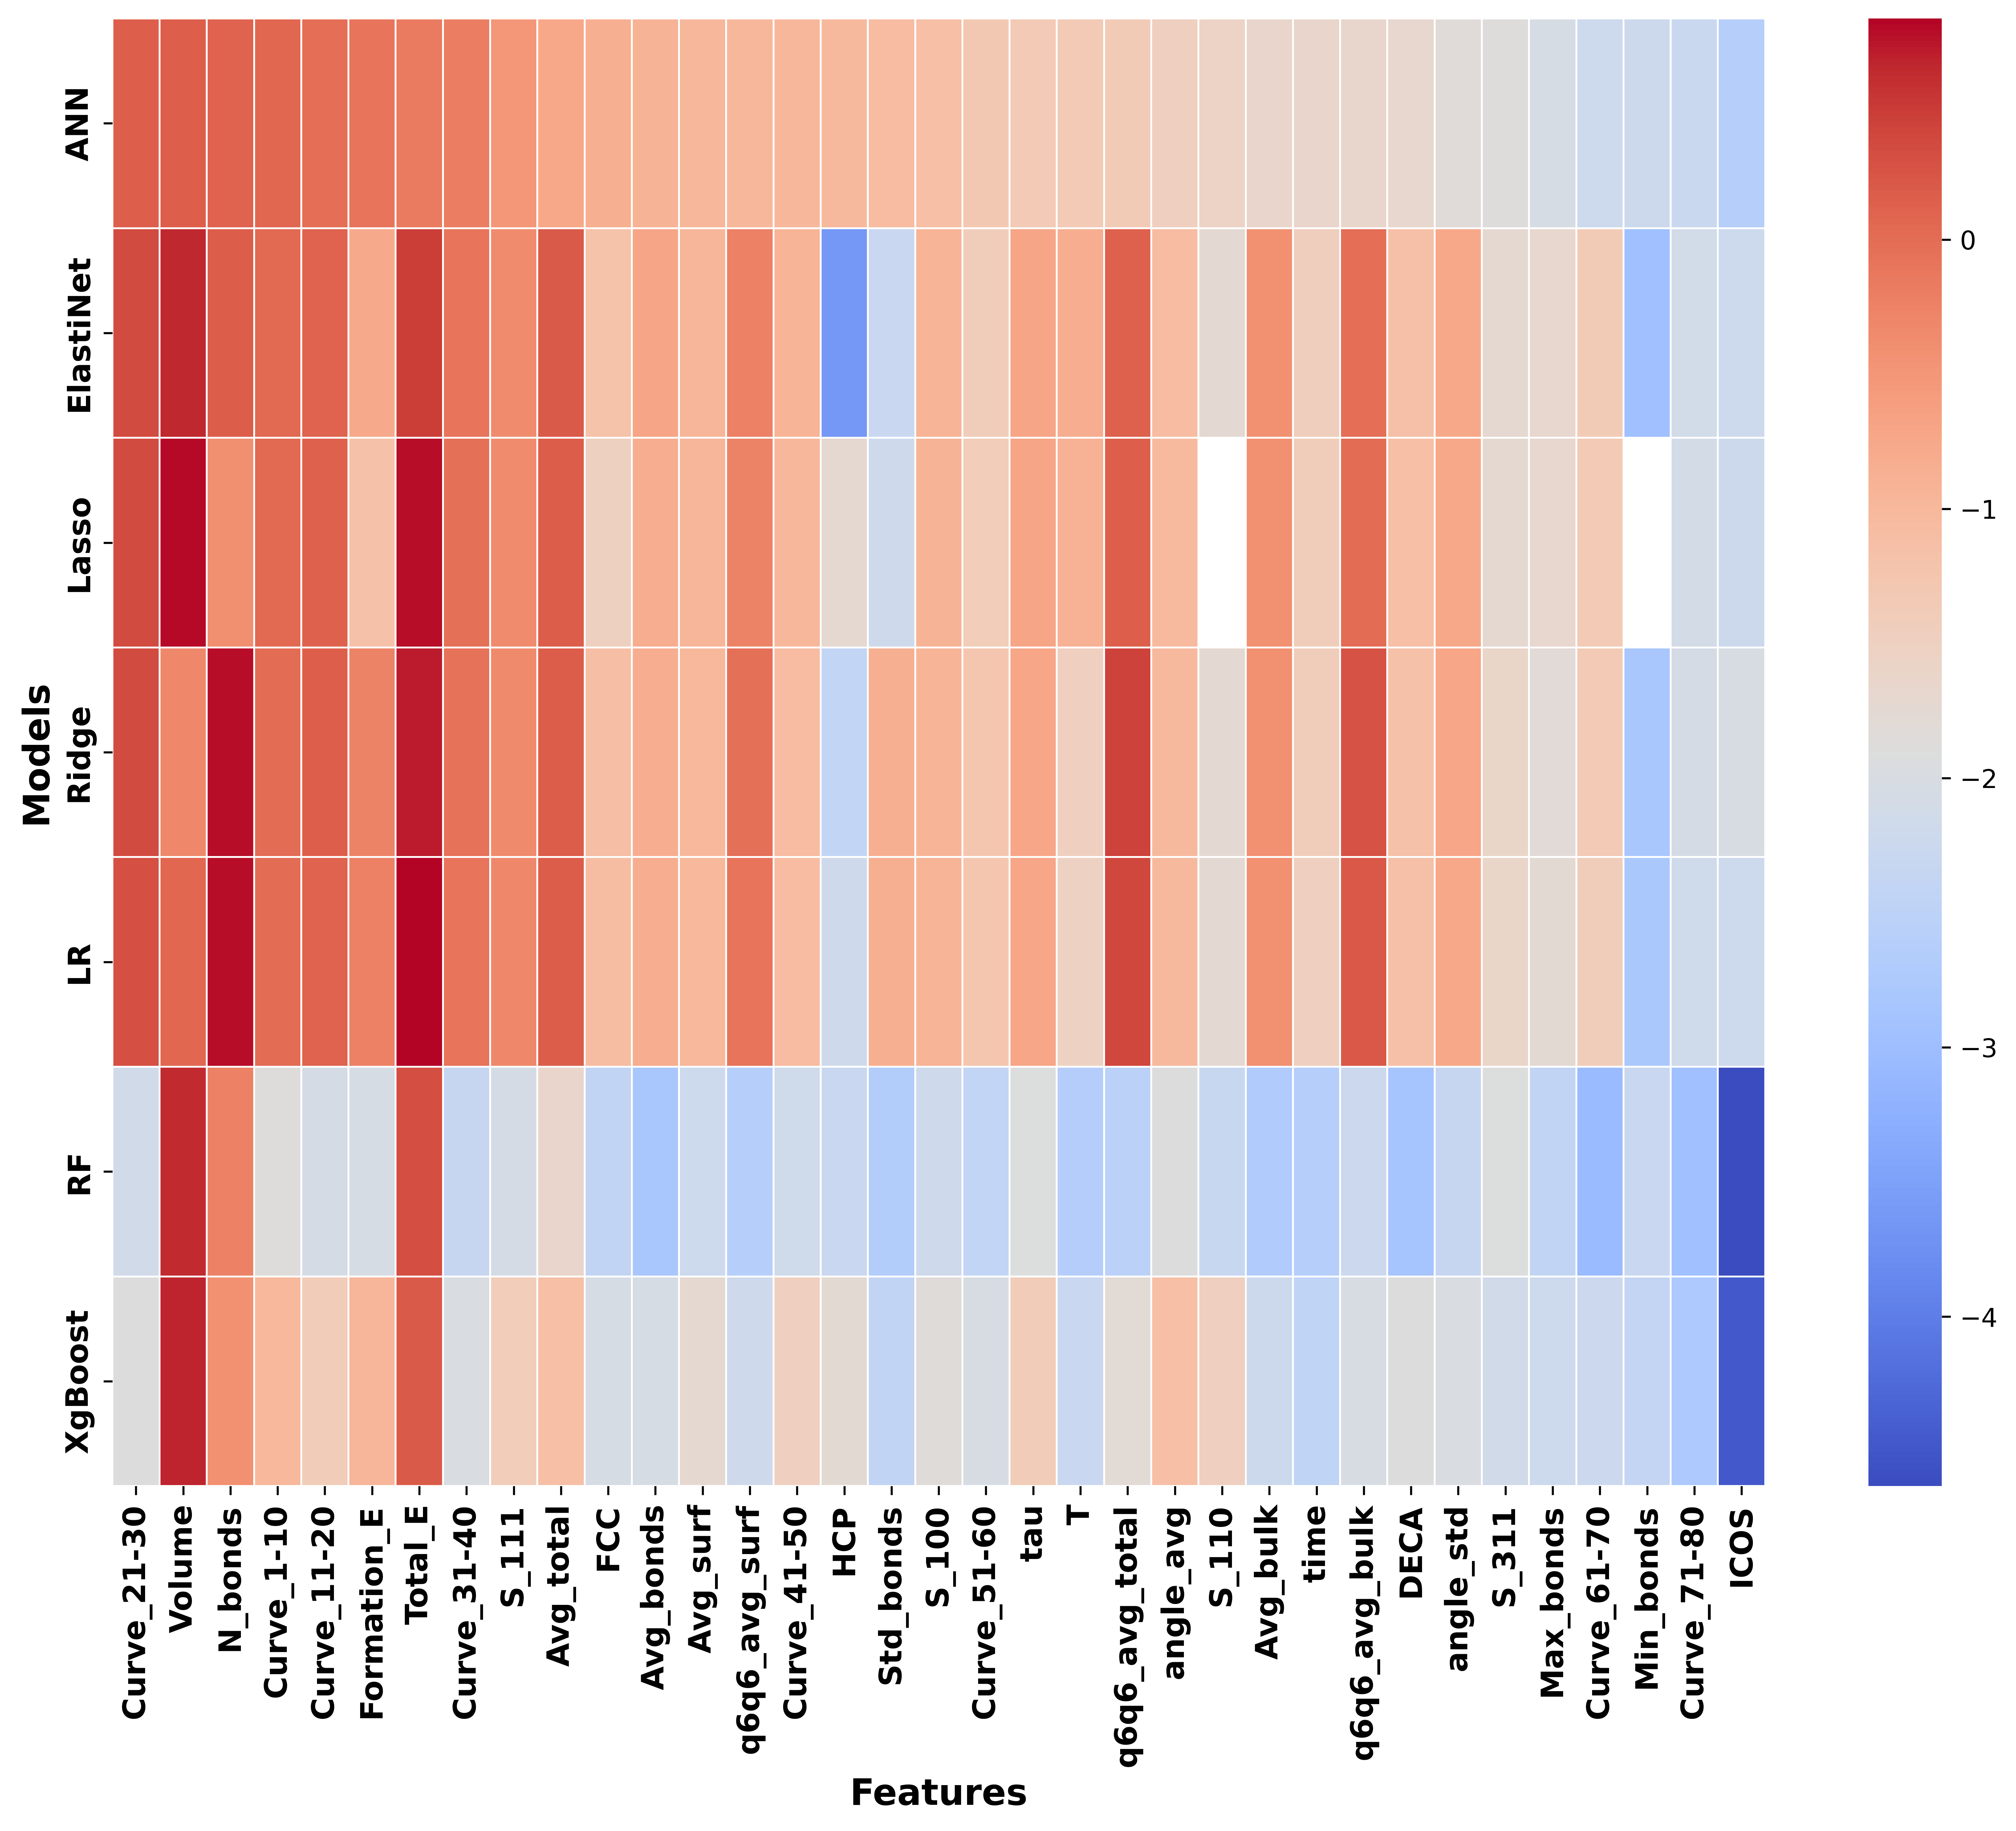 Models
ANN
ElastiNet
Lasso
Ridge
LR
RF
XgBoost
0
−1
−2
−3
−4
Curve_21-30
Volume
N_bonds
Curve_1-10
Curve_11-20
Formation_E
Total_E
Curve_31-40
S_111
Avg_total
FCC
Avg_bonds
Avg_surf
q6q6_avg_surf
Curve_41-50
HCP
Std_bonds
S_100
Curve_51-60
tau
T
q6q6_avg_total
angle_avg
S_110
Avg_bulk
time
q6q6_avg_bulk
DECA
angle_std
S_311
Max_bonds
Curve_61-70
Min_bonds
Curve_71-80
ICOS
Features